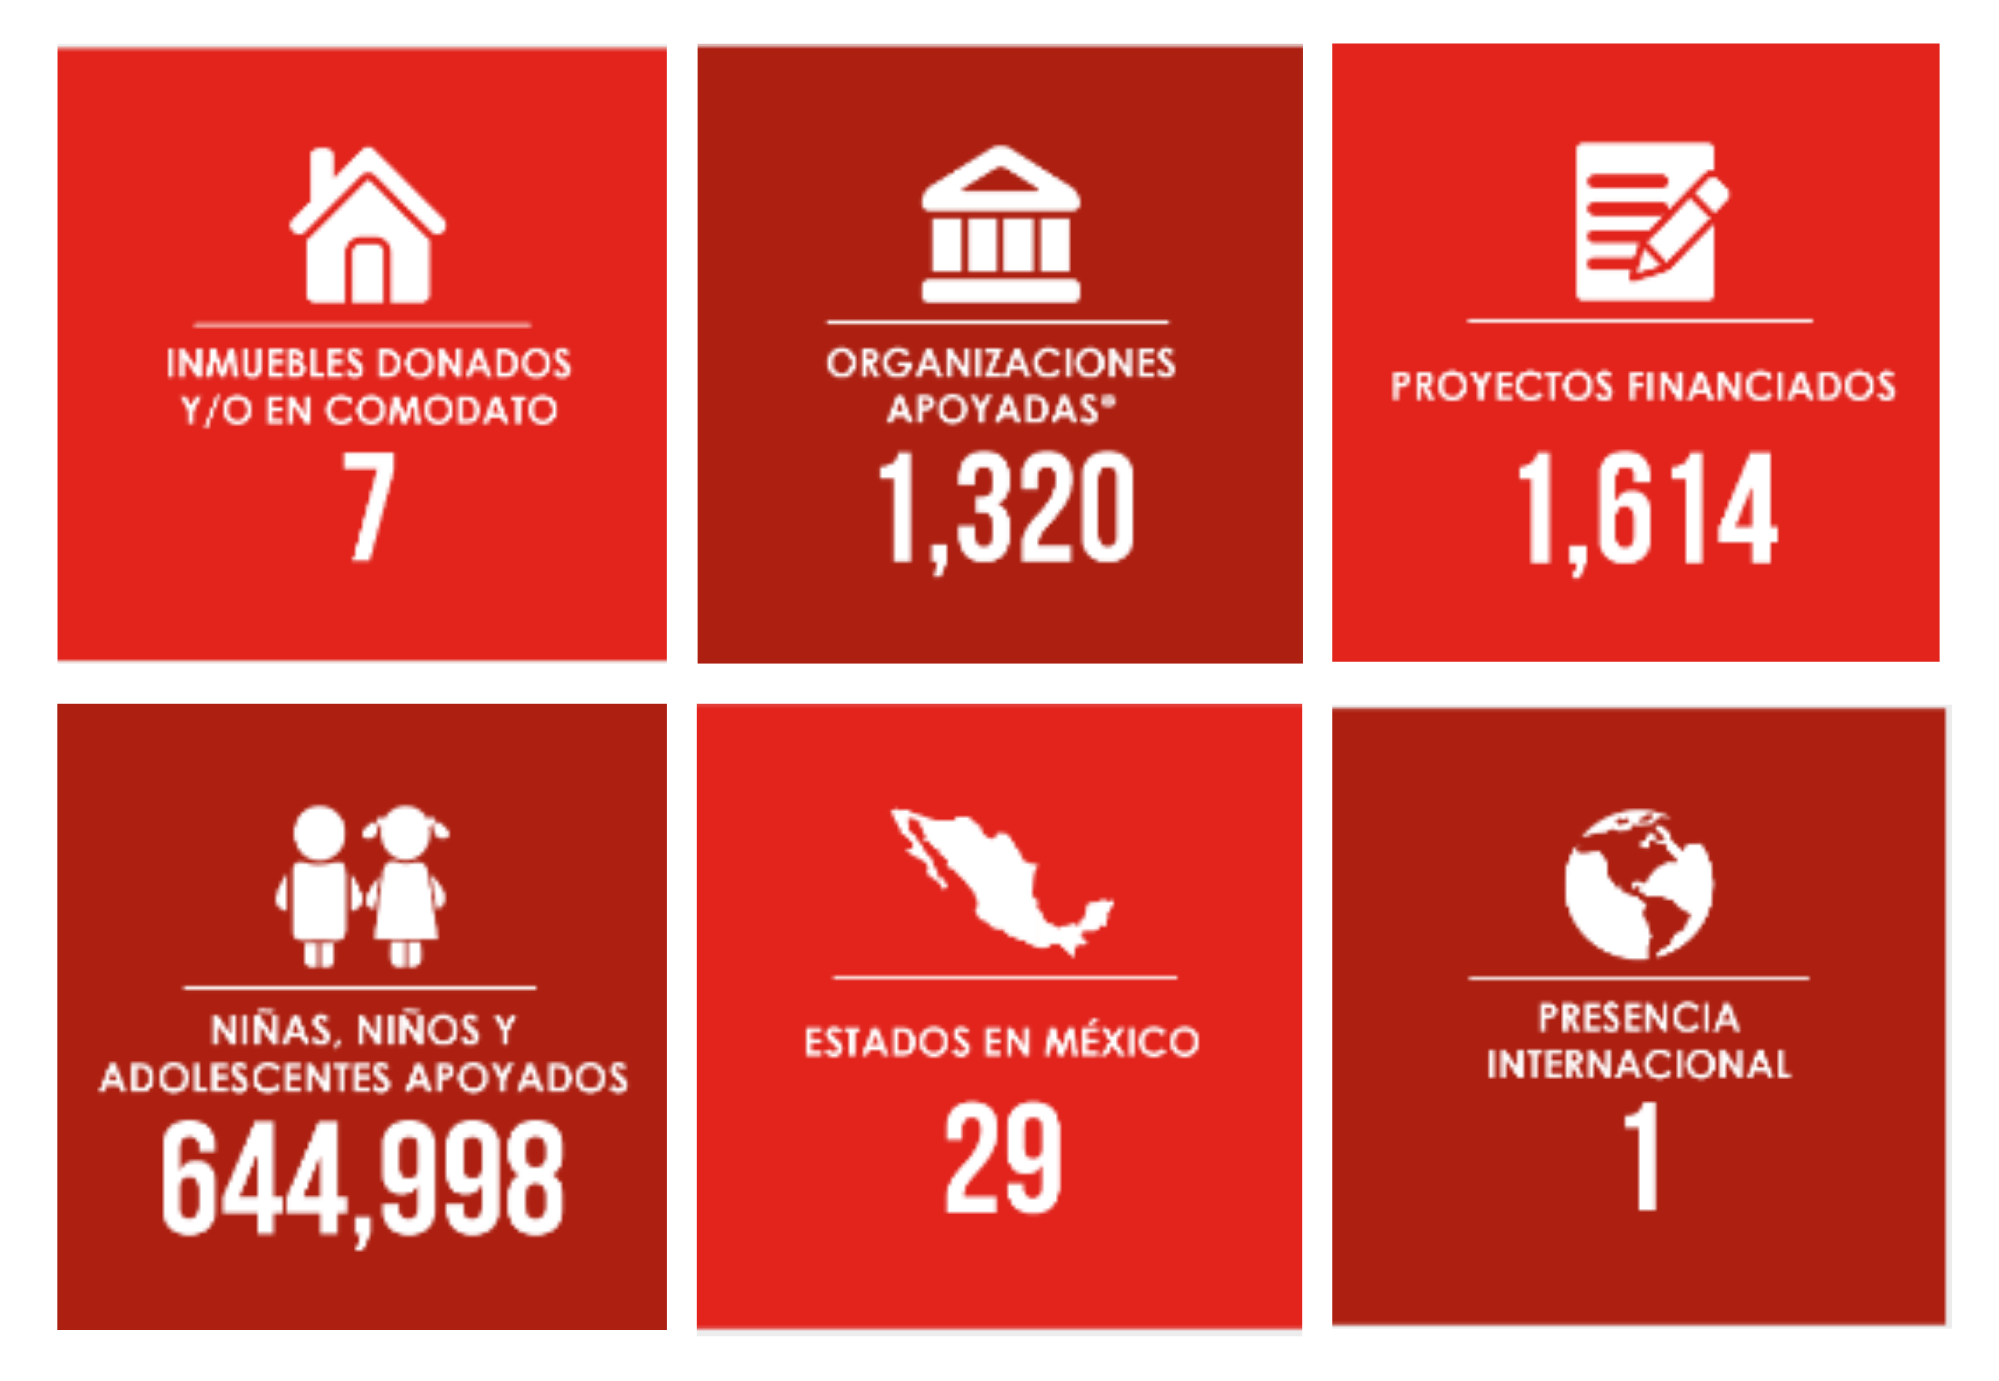 INMUEBLES DONADOS
Y/O EN COMODATO
7
ORGANIZACIONES
APOYADAS*
1,320
PROYECTOS FINANCIADOS
1,614
NIÑAS, NIÑOS Y
ADOLESCENTES APOYADOS
644,998
ESTADOS EN MÉXICO
29
PRESENCIA
INTERNACIONAL
1